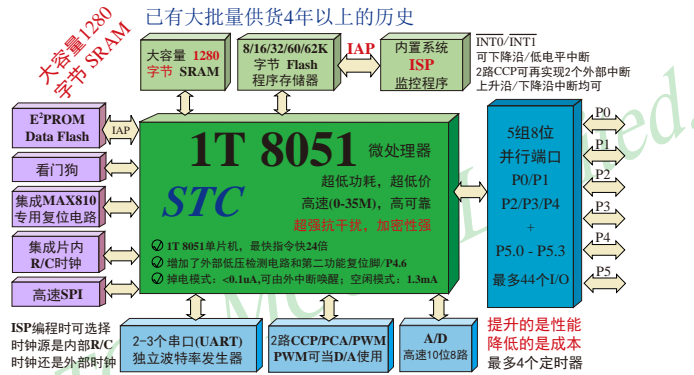 已有大批量供货4年以上的历史
大容量1280
字节 SRAM
大容量 1280
字节 SRAM
8/16/32/60/62K
字节 Flash
程序存储器
IAP
内置系统
ISP
监控程序
INT0/INT1
可下降沿/低电平中断
2路CCP可再实现2个外部中断
上升沿/下降沿中断均可
E²PROM
Data Flash
IAP
看门狗
集成MAX810
专用复位电路
集成片内
R/C时钟
高速SPI
1T 8051 微处理器
STC
超低功耗，超低价
高速(0-35M)，高可靠
超强抗干扰，加密性强
1T 8051单片机，最快指令快24倍
增加了外部低压检测电路和第二功能复位脚/P4.6
掉电模式：<0.1uA,可由外中断唤醒；空闲模式：1.3mA
5组8位
并行端口
P0/P1
P2/P3/P4
+
P5.0 - P5.3
最多44个I/O
P0
P1
P2
P3
P4
P5
ISP编程时可选择
时钟源是内部R/C
时钟还是外部时钟
2-3个串口(UART)
独立波特率发生器
2路CCP/PCA/PWM
PWM可当D/A使用
A/D
高速10位8路
提升的是性能
降低的是成本
最多4个定时器